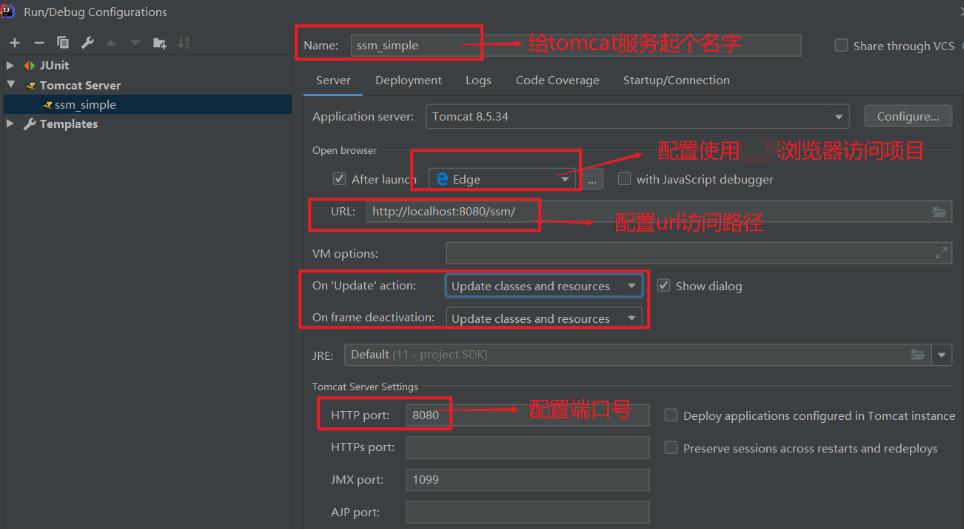 Run/Debug Configurations
Name: ssm_simple 给tomcat服务起个名字 Share through VCS
JUnit
Tomcat Server
ssm_simple
Templates
Server Deployment Logs Code Coverage Startup/Connection
Application server: Tomcat 8.5.34 Configure...
Open browser
配置使用 浏览器访问项目
After launch Edge ... with JavaScript debugger
URL: http://localhost:8080/ssm/
配置url访问路径
VM options:
On 'Update' action: Update classes and resources Show dialog
On frame deactivation: Update classes and resources
JRE: Default (11 - project SDK)
Tomcat Server Settings
HTTP port: 8080 配置端口号 Deploy applications configured in Tomcat instance
HTTPs port: Preserve sessions across restarts and redeploys
JMX port: 1099
AJP port: